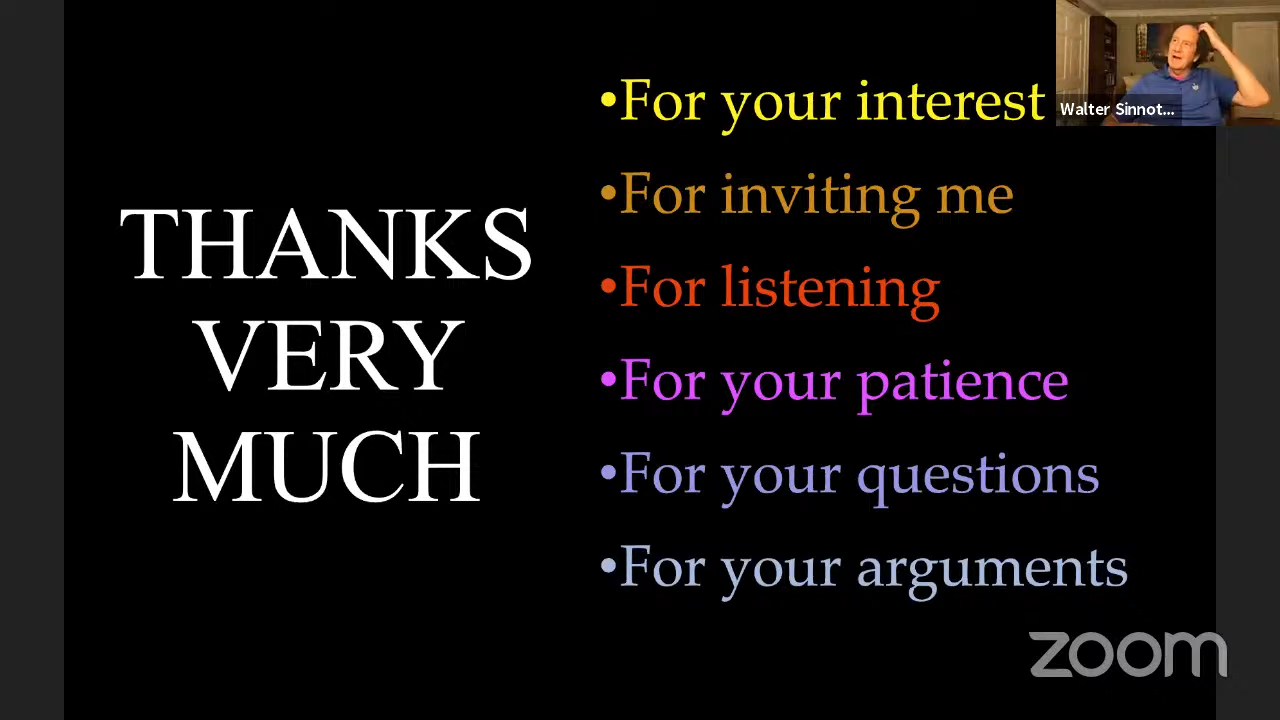 THANKS
VERY
MUCH
•For your interest
•For inviting me
•For listening
•For your patience
•For your questions
•For your arguments
Walter Sinnot...
zoom